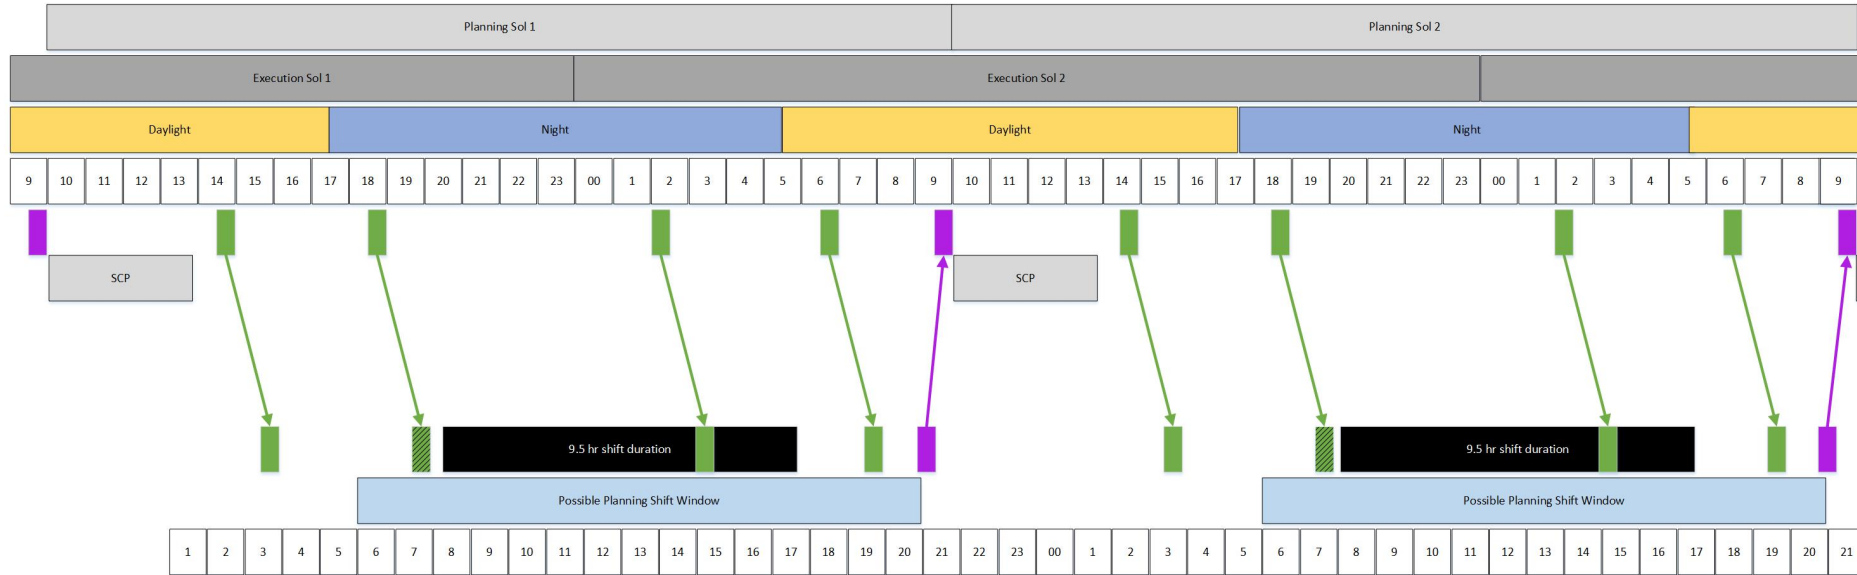 Planning Sol 1 Planning Sol 2
Execution Sol 1 Execution Sol 2
Daylight Night Daylight Night
9 10 11 12 13 14 15 16 17 18 19 20 21 22 23 00 1 2 3 4 5 6 7 8 9 10 11 12 13 14 15 16 17 18 19 20 21 22 23 00 1 2 3 4 5 6 7 8 9
SCP SCP
9.5 hr shift duration 9.5 hr shift duration
Possible Planning Shift Window Possible Planning Shift Window
1 2 3 4 5 6 7 8 9 10 11 12 13 14 15 16 17 18 19 20 21 22 23 00 1 2 3 4 5 6 7 8 9 10 11 12 13 14 15 16 17 18 19 20 21